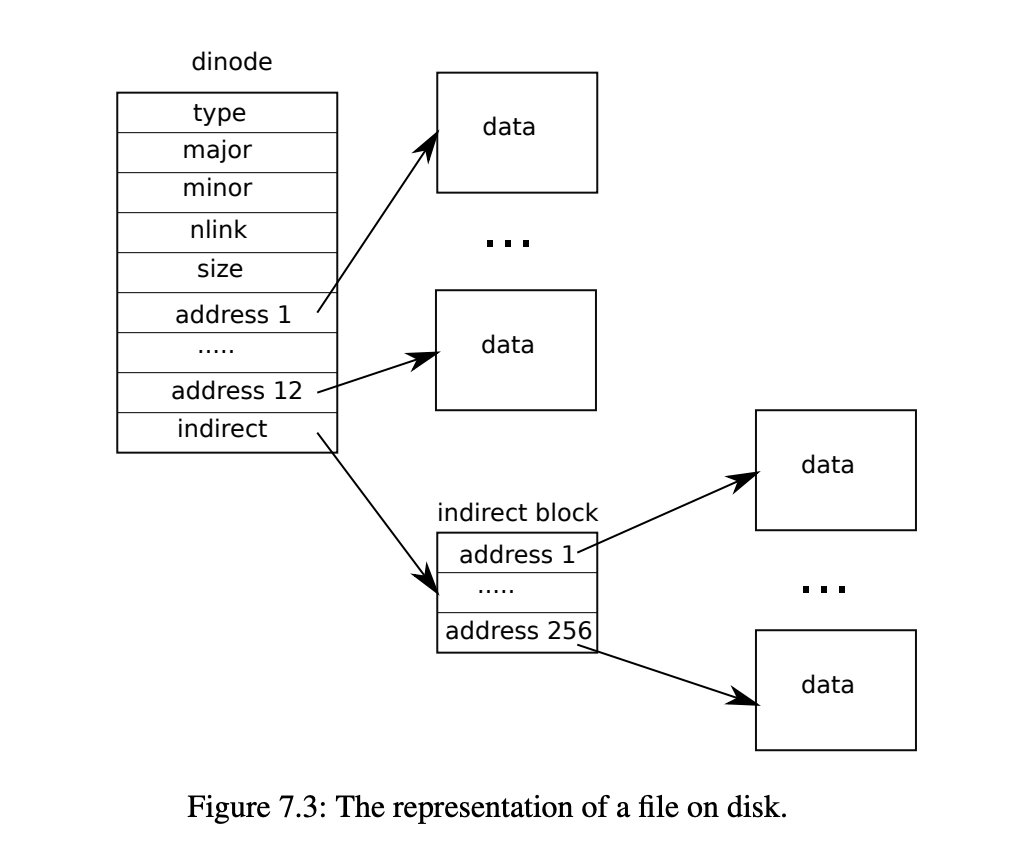 dinode
type
major
minor
nlink
size
address 1
.....
address 12
indirect
data
...
data
indirect block
address 1
.....
address 256
data
...
data
Figure 7.3: The representation of a file on disk.